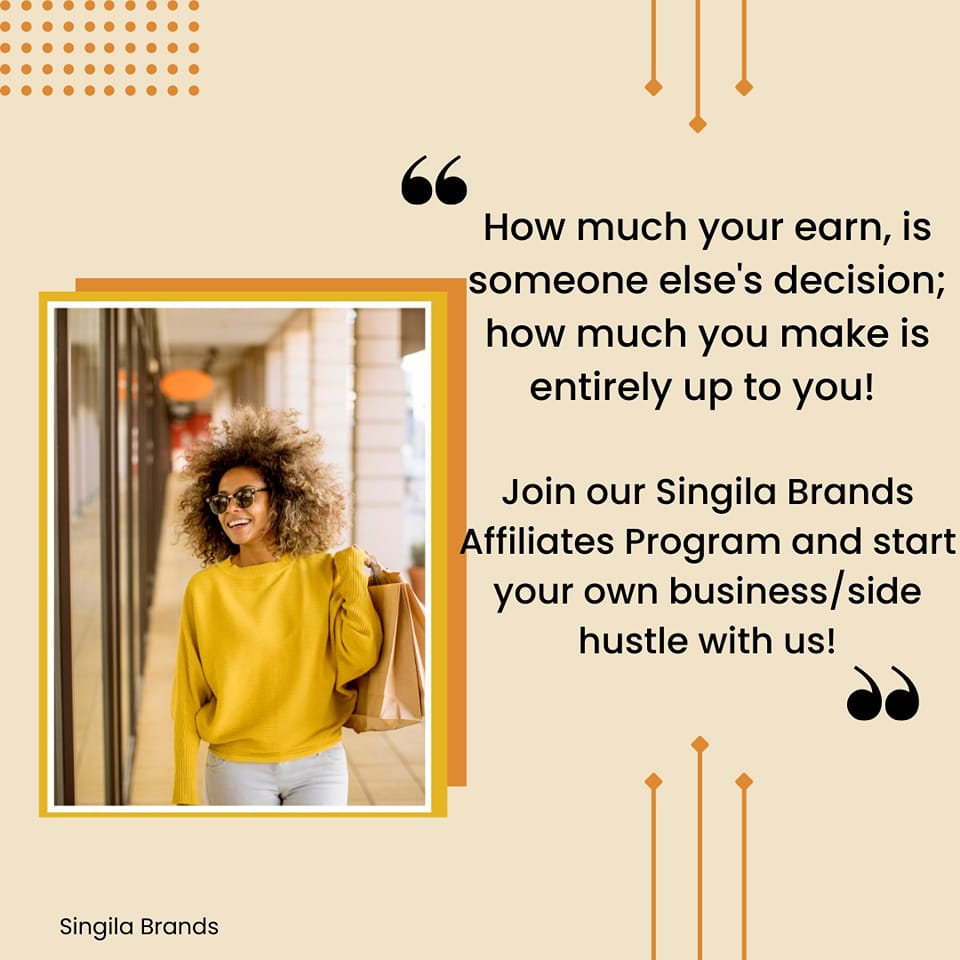 How much your earn, is
someone else's decision;
how much you make is
entirely up to you!
Join our Singila Brands
Affiliates Program and start
your own business/side
hustle with us!
Singila Brands